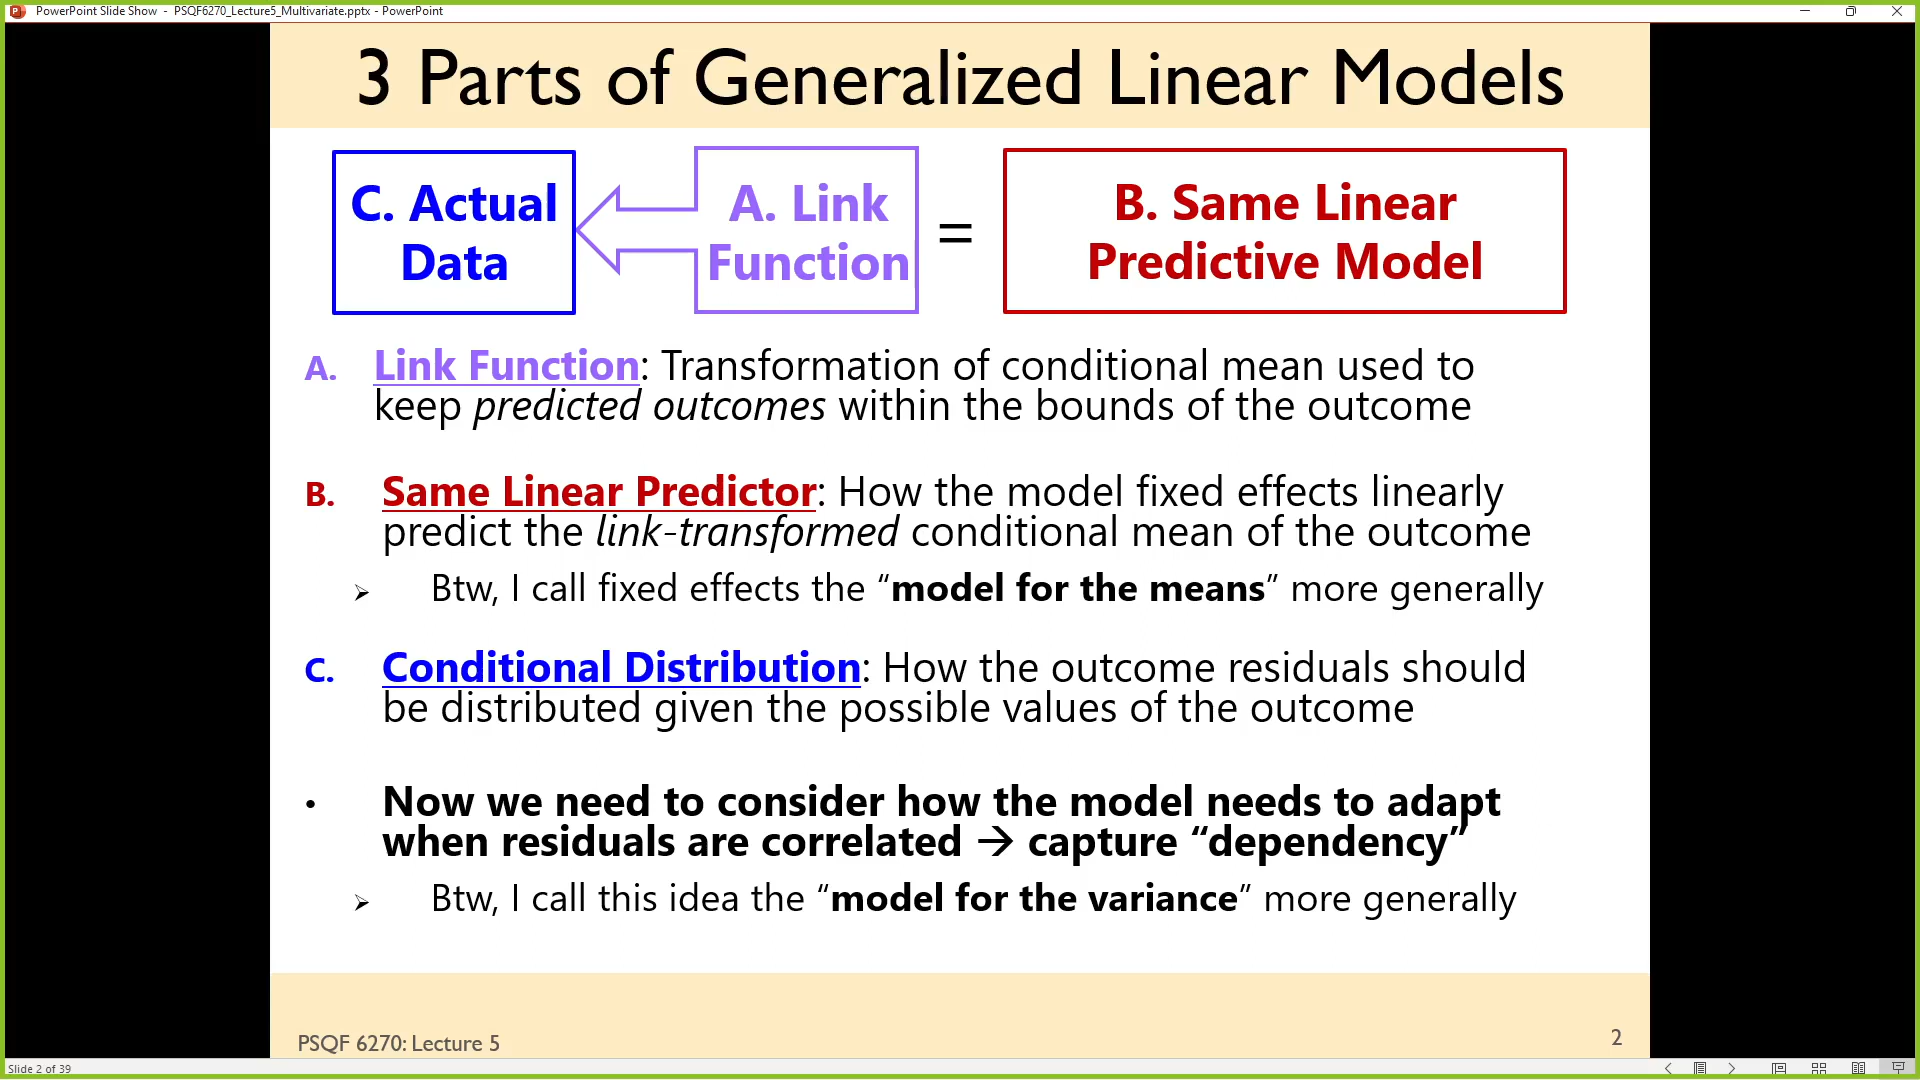 PowerPoint Slide Show - PSQF6270_Lecture5_Multivariate.pptx - PowerPoint
3 Parts of Generalized Linear Models
C. Actual
Data
A. Link
Function
=
B. Same Linear
Predictive Model
A. Link Function: Transformation of conditional mean used to
keep predicted outcomes within the bounds of the outcome
B. Same Linear Predictor: How the model fixed effects linearly
predict the link-transformed conditional mean of the outcome
➢ Btw, I call fixed effects the “model for the means” more generally
C. Conditional Distribution: How the outcome residuals should
be distributed given the possible values of the outcome
• Now we need to consider how the model needs to adapt
when residuals are correlated → capture “dependency”
➢ Btw, I call this idea the “model for the variance” more generally
PSQF 6270: Lecture 5
2
Slide 2 of 39